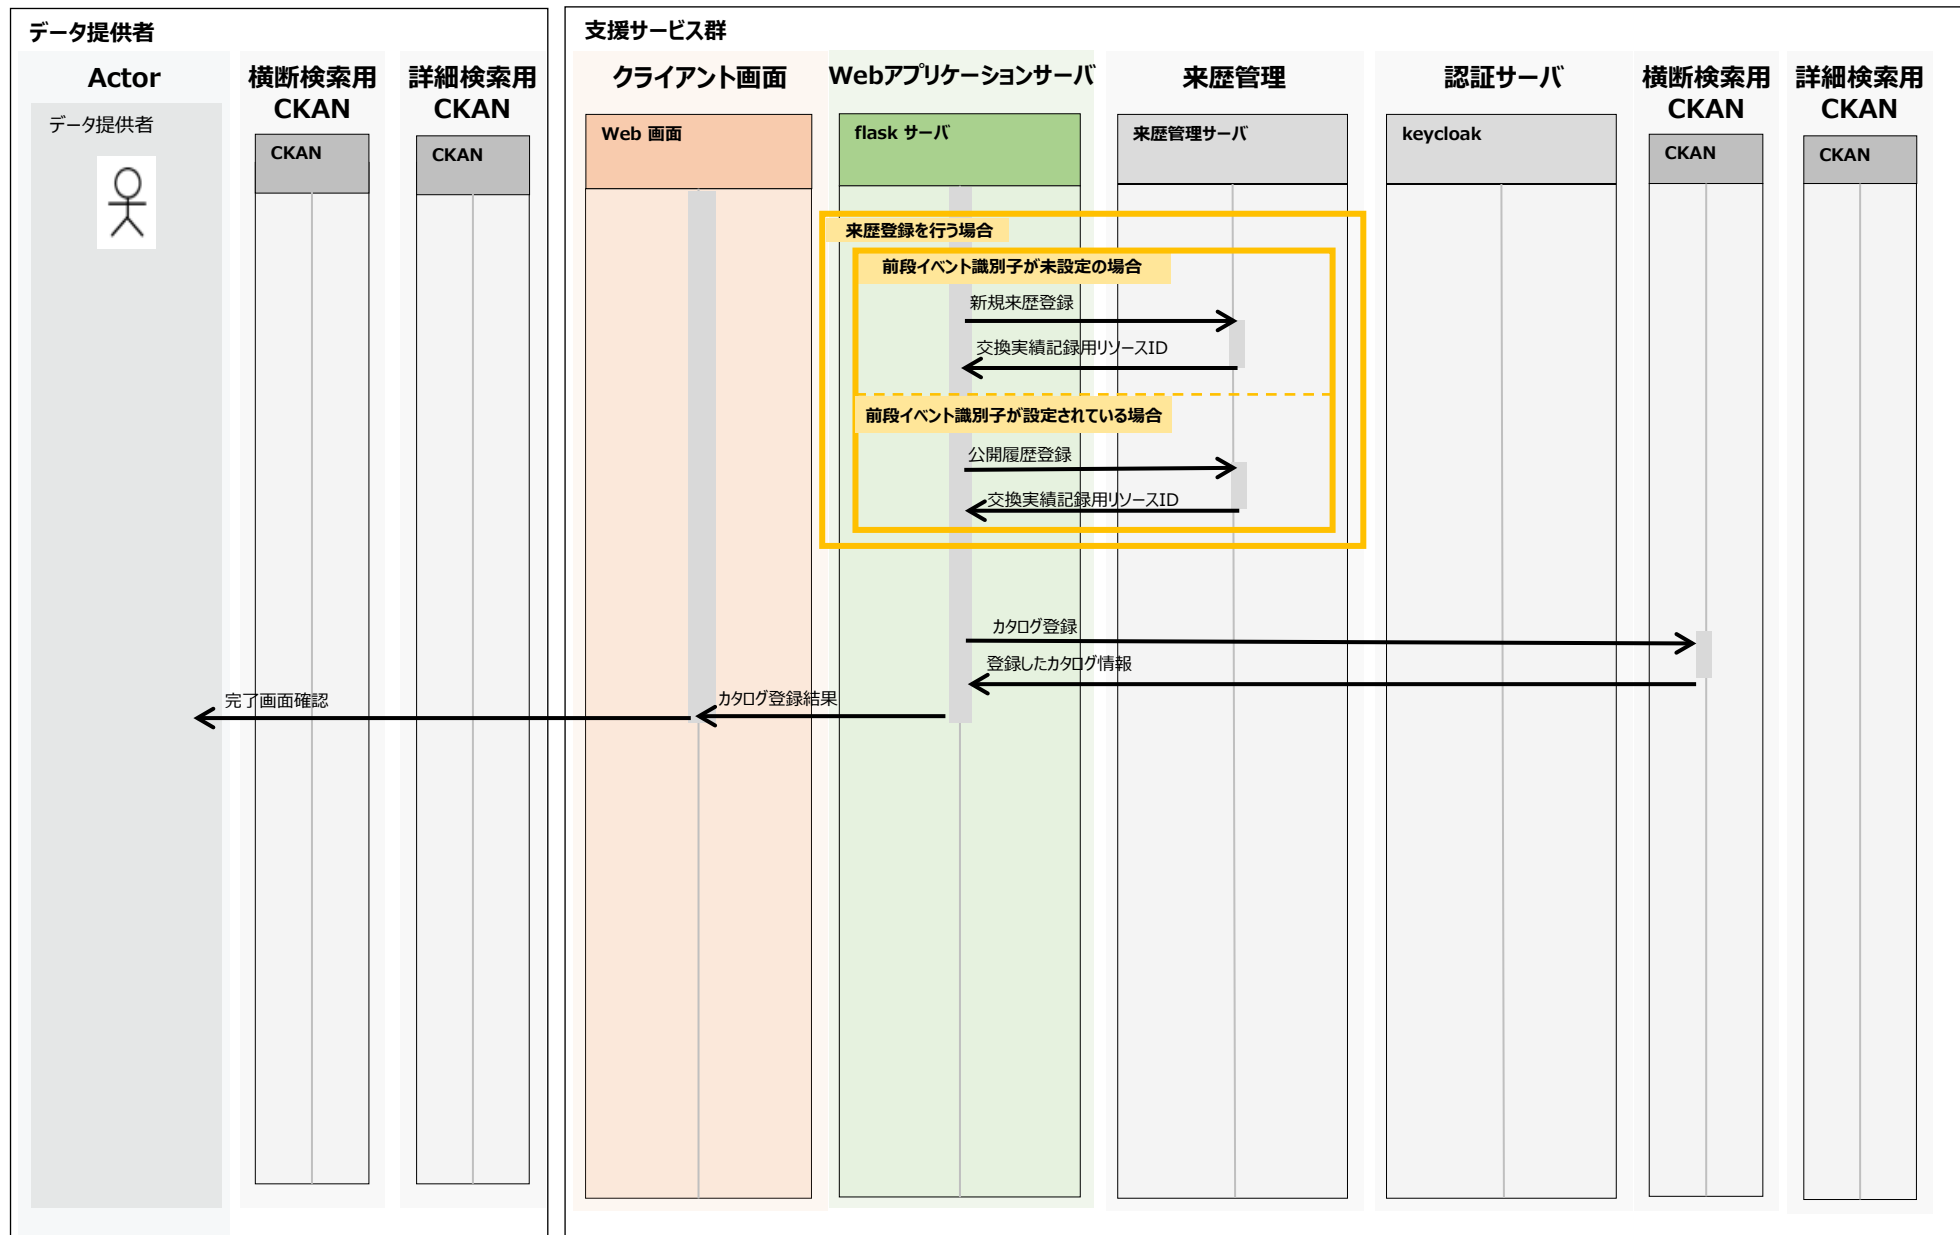 データ提供者
支援サービス群
Actor
横断検索用
CKAN
詳細検索用
CKAN
クライアント画面
Webアプリケーションサーバ
来歴管理
認証サーバ
横断検索用
CKAN
詳細検索用
CKAN
データ提供者
CKAN
CKAN
Web 画面
flask サーバ
来歴管理サーバ
keycloak
CKAN
CKAN
来歴登録を行う場合
前段イベント識別子が未設定の場合
新規来歴登録
交換実績記録用リソースID
前段イベント識別子が設定されている場合
公開履歴登録
交換実績記録用リソースID
カタログ登録
登録したカタログ情報
カタログ登録結果
完了画面確認